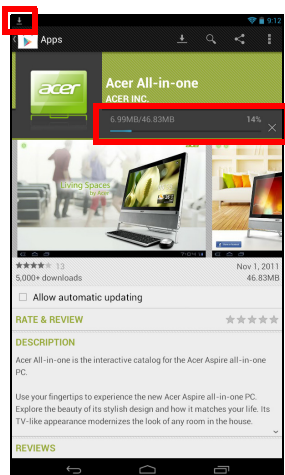 9:12
Apps
acer
Acer All-in-one
ACER INC.
6.99MB/46.83MB 14%
Living Spaces
by Acer
13
Nov 1, 2011
5,000+ downloads
46.83MB
Allow automatic updating
RATE & REVIEW
DESCRIPTION
Acer All-in-one is the interactive catalog for the Acer Aspire all-in-one
PC.
Use your fingertips to experience the new Acer Aspire all-in-one PC.
Explore the beauty of its stylish design and how it matches your life. Its
TV-like appearance modernizes the look of any room in the house.
REVIEWS